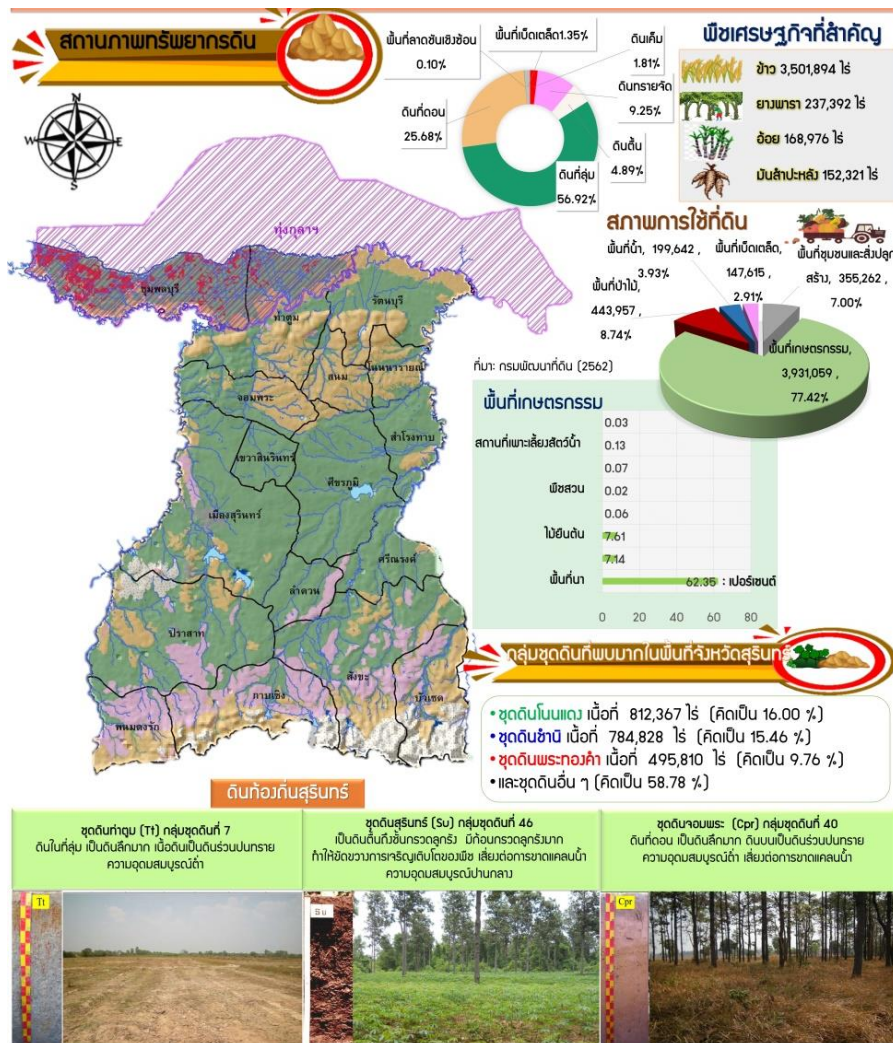 สถานภาพทรัพยากรดิน
พื้นที่ลาดชันเชิงซ้อน
0.10%
พื้นที่เบ็ดเตล็ด1.35%
ดินเค็ม
1.81%
ดินทรายจัด
9.25%
ดินตื้น
4.89%
ดินที่ดอน
25.68%
ดินที่ลุ่ม
56.92%
พืชเศรษฐกิจที่สำคัญ
ข้าว 3,501,894 ไร่
ยางพารา 237,392 ไร่
อ้อย 168,976 ไร่
มันสำปะหลัง 152,321 ไร่
N
W
E
S
ทุ่งกุลาฯ
ชุมพลบุรี
ท่าตูม
รัตนบุรี
สนม
โนนนารายณ์
จอมพระ
สำโรงทาบ
เขวาสินรินทร์
ศีขรภูมิ
เมืองสุรินทร์
ศรีณรงค์
ลำดวน
ปราสาท
สังขะ
กาบเชิง
บัวเชด
พนมดงรัก
สภาพการใช้ที่ดิน
พื้นที่น้ำ, 199,642 ,
3.93%
พื้นที่เบ็ดเตล็ด,
147,615 ,
2.91%
พื้นที่ชุมชนและสิ่งปลูก
สร้าง, 355,262 ,
7.00%
พื้นที่ป่าไม้,
443,957 ,
8.74%
พื้นที่เกษตรกรรม,
3,931,059 ,
77.42%
ที่มา: กรมพัฒนาที่ดิน (2562)
พื้นที่เกษตรกรรม
0.03
สถานที่เพาะเลี้ยงสัตว์น้ำ 0.13
0.07
พืชสวน 0.02
0.06
ไม้ยืนต้น 7.61
7.14
พื้นที่นา 62.35 : เปอร์เซนต์
0 20 40 60 80
กลุ่มชุดดินที่พบมากในพื้นที่จังหวัดสุรินทร์
• ชุดดินโนนแดง เนื้อที่ 812,367 ไร่ (คิดเป็น 16.00 %)
• ชุดดินชำนิ เนื้อที่ 784,828 ไร่ (คิดเป็น 15.46 %)
• ชุดดินพระทองคำ เนื้อที่ 495,810 ไร่ (คิดเป็น 9.76 %)
• และชุดดินอื่น ๆ (คิดเป็น 58.78 %)
ดินท้องถิ่นสุรินทร์
ชุดดินท่าตูม (Tt) กลุ่มชุดดินที่ 7
ดินในที่ลุ่ม เป็นดินลึกมาก เนื้อดินเป็นดินร่วนปนทราย
ความอุดมสมบูรณ์ต่ำ
Tt
ชุดดินสุรินทร์ (Su) กลุ่มชุดดินที่ 46
เป็นดินตื้นถึงชั้นกรวดลูกรัง มีก้อนกรวดลูกรังมาก
ทำให้ขัดขวางการเจริญเติบโตของพืช เสี่ยงต่อการขาดแคลนน้ำ
ความอุดมสมบูรณ์ปานกลาง
Su
ชุดดินจอมพระ (Cpr) กลุ่มชุดดินที่ 40
ดินที่ดอน เป็นดินลึกมาก ดินบนเป็นดินร่วนปนทราย
ความอุดมสมบูรณ์ต่ำ เสี่ยงต่อการขาดแคลนน้ำ
Cpr